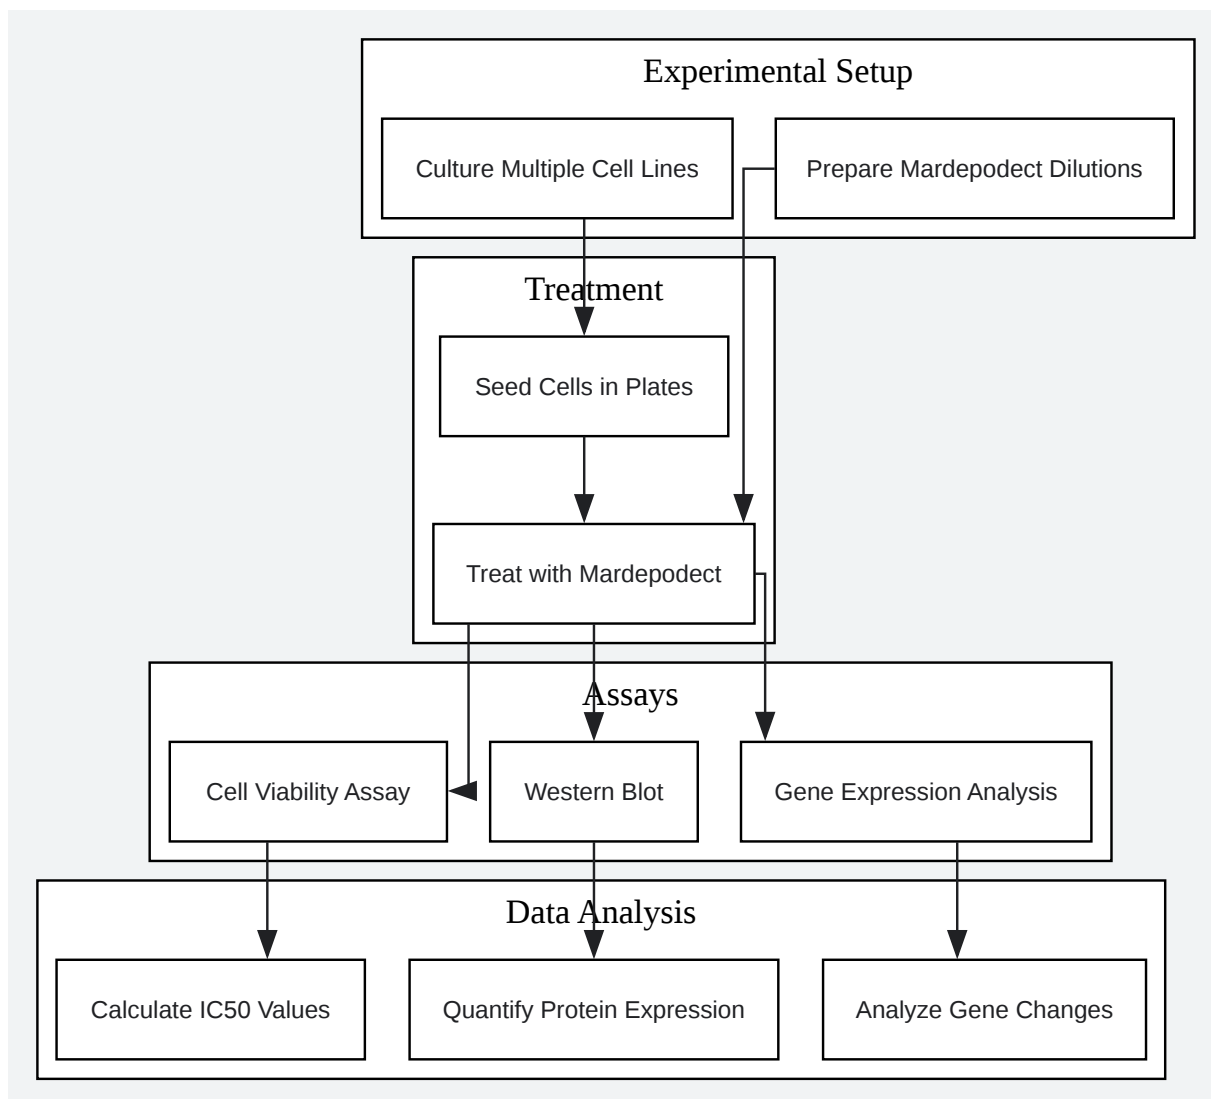 Experimental Setup
Culture Multiple Cell Lines
Prepare Mardepodect Dilutions
Treatment
Seed Cells in Plates
Treat with Mardepodect
Assays
Cell Viability Assay
Western Blot
Gene Expression Analysis
Data Analysis
Calculate IC50 Values
Quantify Protein Expression
Analyze Gene Changes